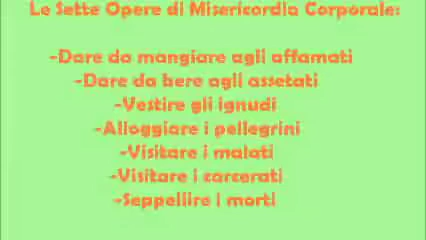 Le Sette Opere di Misericordia Corporale:
-Dare da mangiare agli affamati
-Dare da bere agli assetati
-Vestire gli ignudi
-Alloggiare i pellegrini
-Visitare i malati
-Visitare i carcerati
-Seppellire i morti